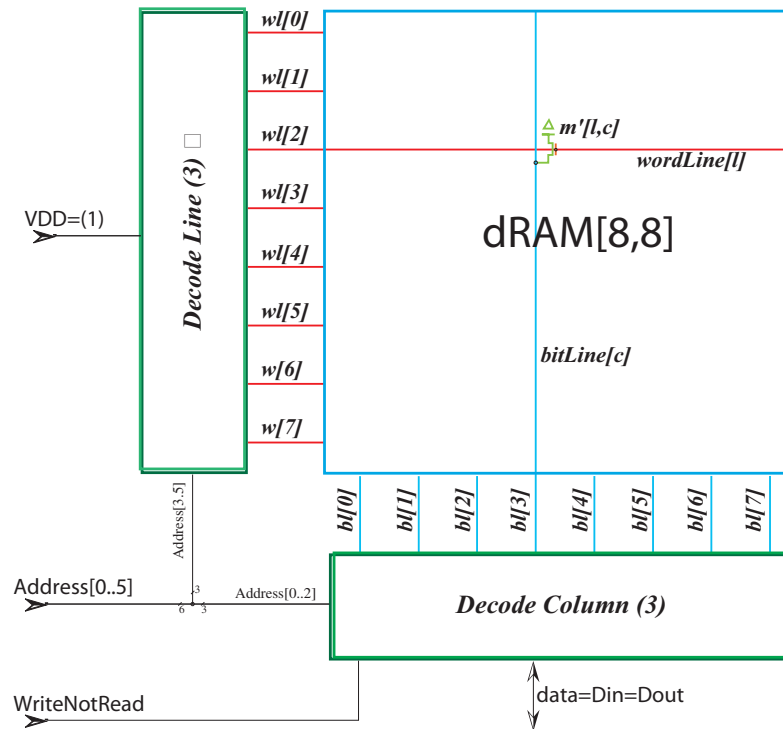 wl[0]
wl[1]
wl[2]
wl[3]
wl[4]
wl[5]
w[6]
w[7]
Decode Line (3)
VDD=(1)
m'[l,c]
wordLine[l]
dRAM[8,8]
bitLine[c]
bl[0]
bl[1]
bl[2]
bl[3]
bl[4]
bl[5]
bl[6]
bl[7]
Address[3.5]
Address[0..5]
6
3
3
Address[0..2]
Decode Column (3)
WriteNotRead
data=Din=Dout